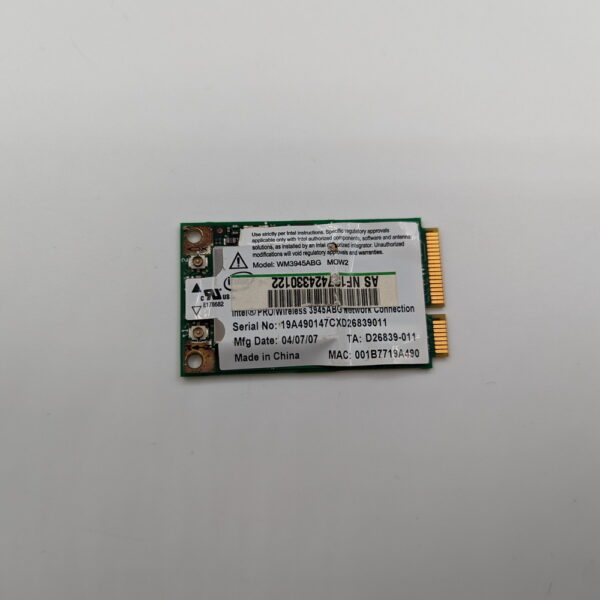 Use strictly per Intel instructions. Specific regulatory approvals
applicable only with Intel authorized components, software and antenna
solutions, as installed by an Intel authorized integrator. Unauthorized
modifications will void regulatory approvals and warranties.
Model: WM3945ABG MOW2
C US
E178682
AS
Intel® PRO/Wireless 3945ABG Network Connection
Serial No: 19A490147CXD26839011
Mfg Date: 04/07/07 TA: D26839-011
Made in China MAC: 001B7719A490